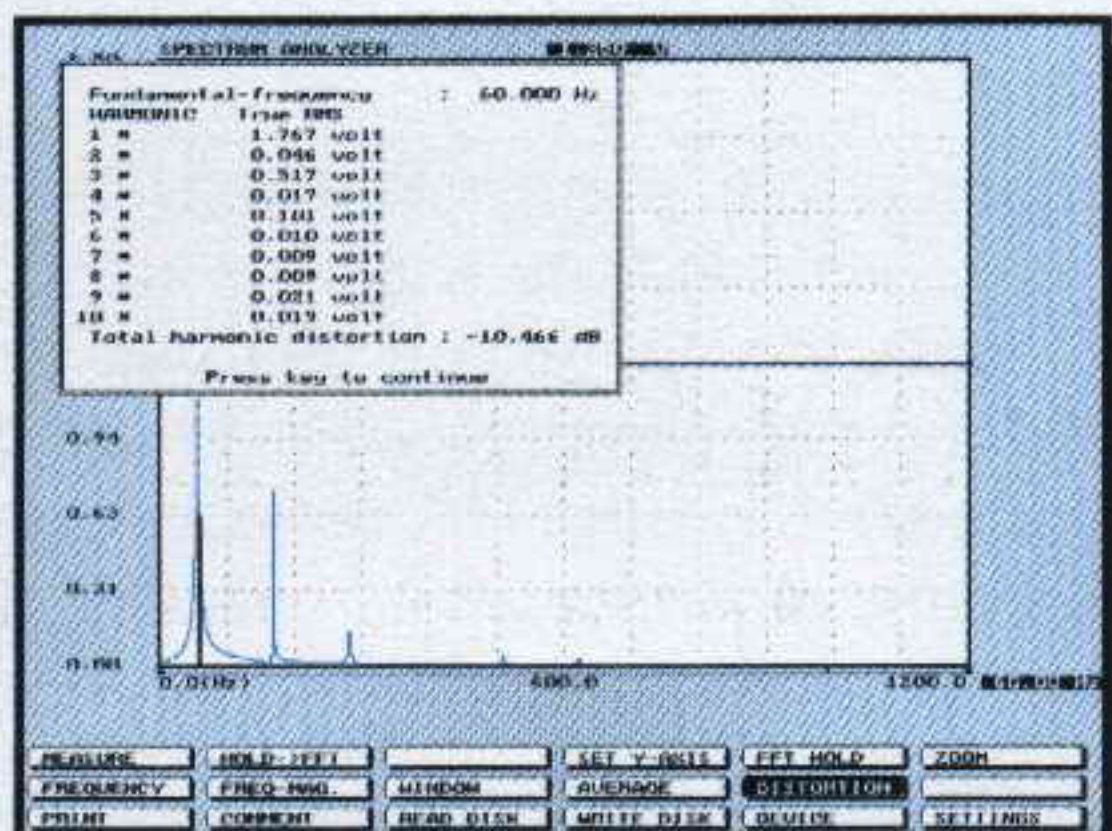 SPECTRUM ANALYZER
Fundamental-frequency : 60.000 Hz
HARMONIC True RMS
1 # 1.767 volt
2 # 0.046 volt
3 # 0.517 volt
4 # 0.017 volt
5 # volt
6 # 0.010 volt
7 # 0.009 volt
8 # 0.009 volt
9 # 0.021 volt
10 # 0.019 volt
Total harmonic distortion : -10.466 dB
Press key to continue
0.94
0.63
0.31
0.00
0.0(Hz) 600.0 1200.0
MEASURE HOLD->FFT SET Y-AXIS FFT HOLD ZOOM
FREQUENCY FREQ-MAG. WINDOW AVERAGE DISTORTION
PRINT COMMENT READ DISK WRITE DISK DEVICE SETTINGS